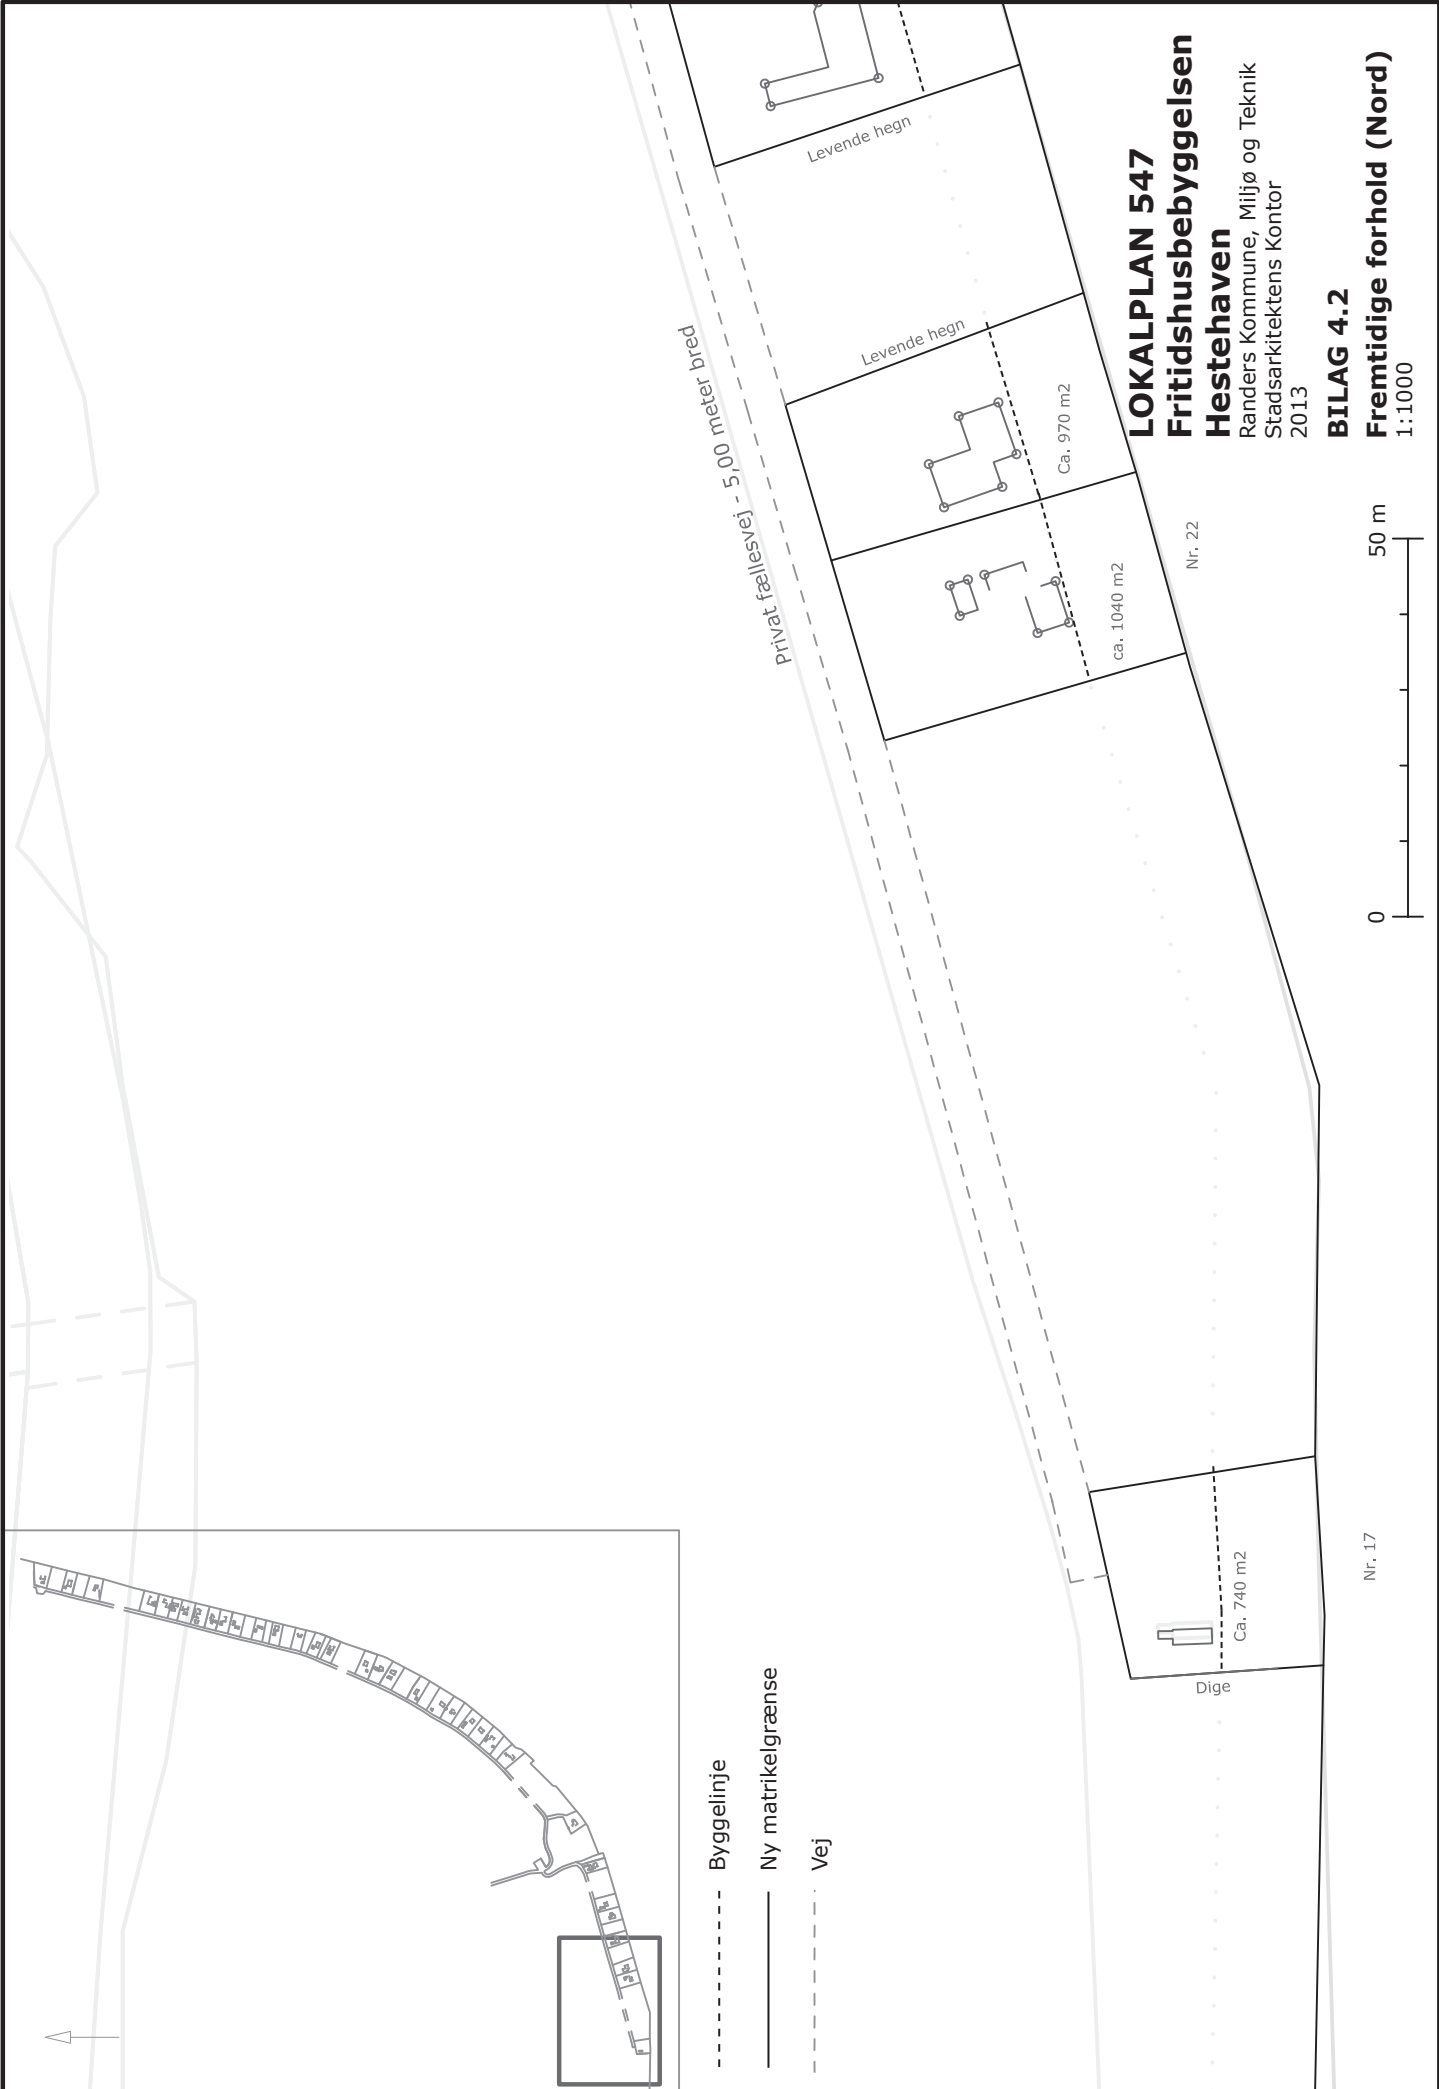 LOKALPLAN 547
Fritidshusbebyggelsen
Hestehaven
Randers Kommune, Miljø og Teknik
Stadsarkitektens Kontor
2013
BILAG 4.2
Fremtidige forhold (Nord)
1:1000
0
50 m
Levende hegn
Levende hegn
Privat fællesvej - 5,00 meter bred
Ca. 970 m2
ca. 1040 m2
Nr. 22
Ca. 740 m2
Nr. 17
Dige
Byggelinje
Ny matrikelgrænse
Vej